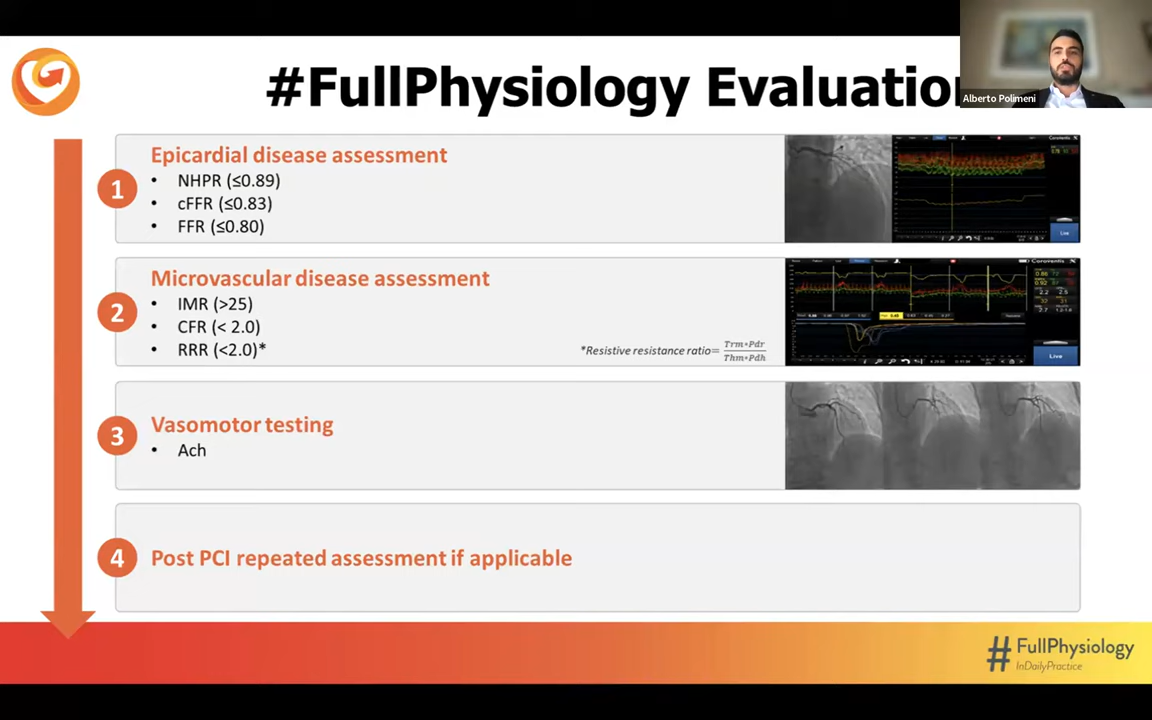 #FullPhysiology Evaluation
Alberto Polimeni
1
Epicardial disease assessment
• NHPR (≤0.89)
• cFFR (≤0.83)
• FFR (≤0.80)
Live
2
Microvascular disease assessment
• IMR (>25)
• CFR (< 2.0)
• RRR (<2.0)*
*Resistive resistance ratio= Trm∗Pdr
Thm∗Pdh
Live
3
Vasomotor testing
• Ach
4
Post PCI repeated assessment if applicable
#FullPhysiology
InDailyPractice